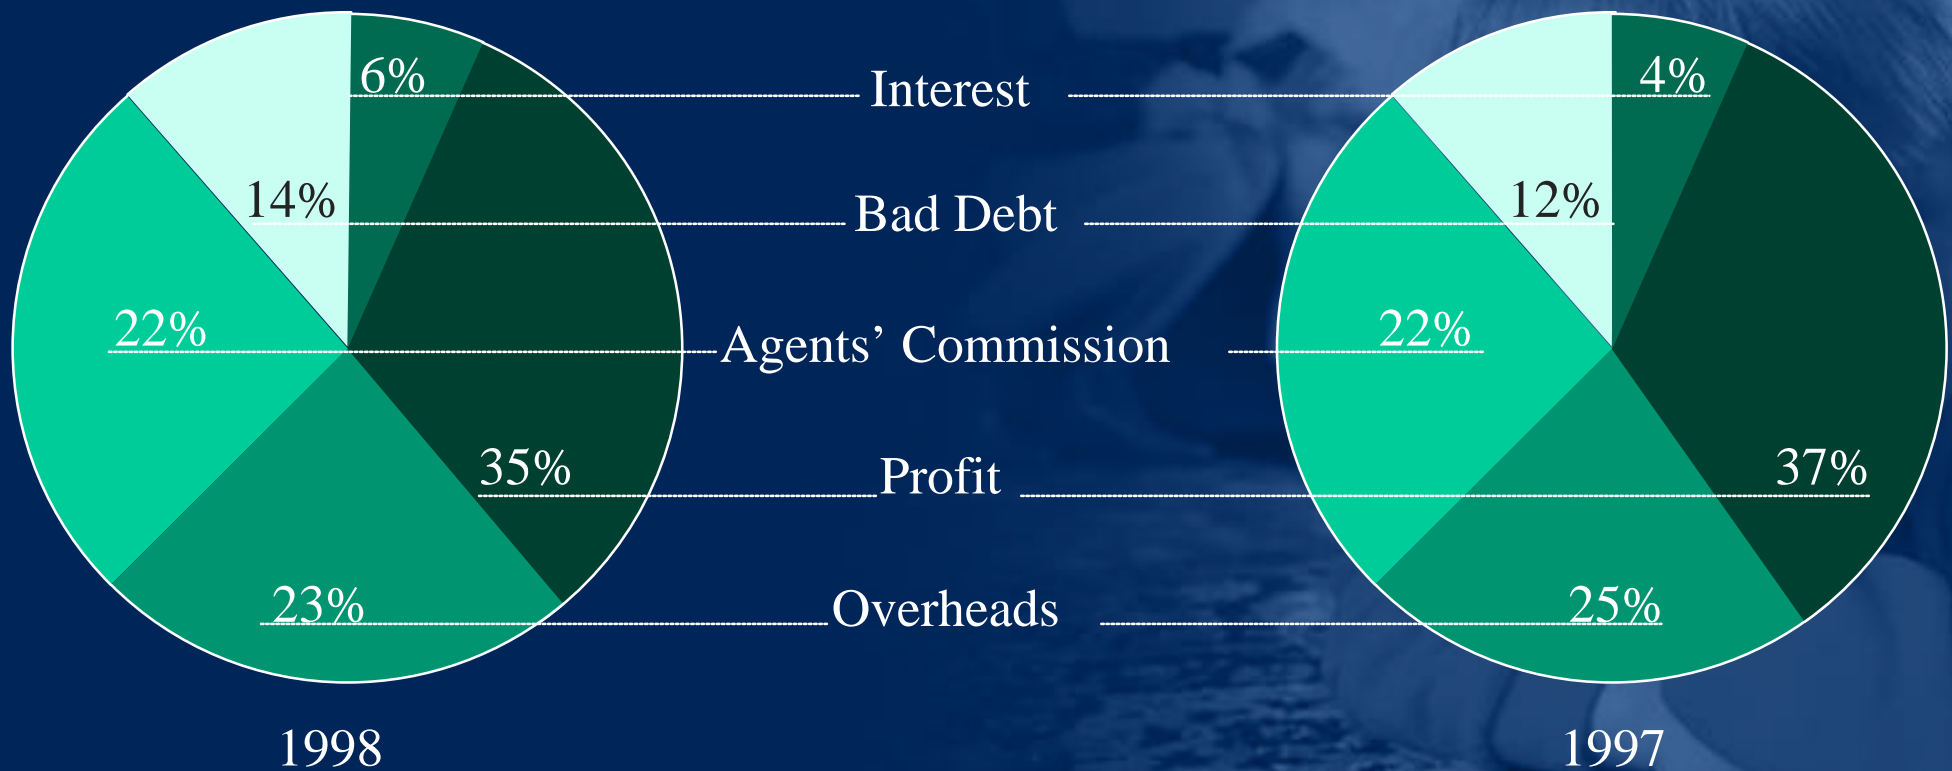 6% Interest 4%
14% Bad Debt 12%
22% Agents’ Commission 22%
35% Profit 37%
23% Overheads 25%
1998 1997